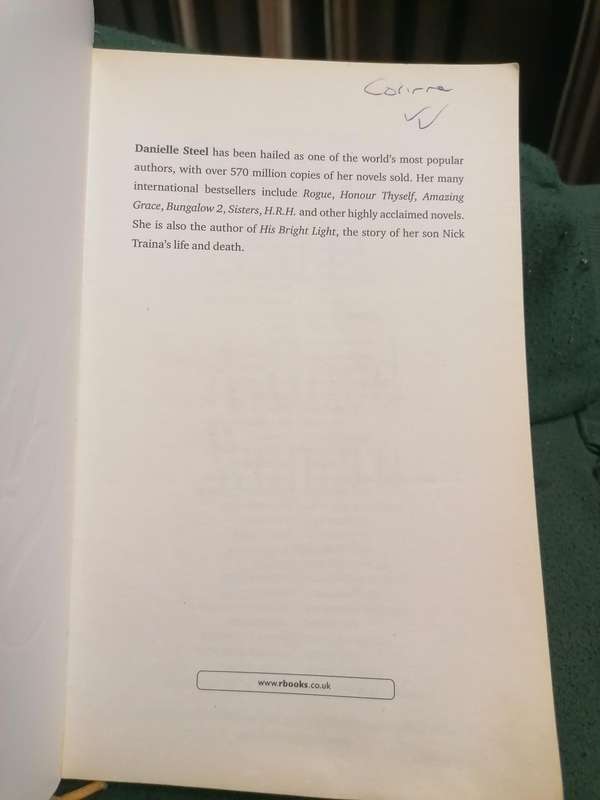 Corinne
Danielle Steel has been hailed as one of the world's most popular
authors, with over 570 million copies of her novels sold. Her many
international bestsellers include Rogue, Honour Thyself, Amazing
Grace, Bungalow 2, Sisters, H.R.H. and other highly acclaimed novels.
She is also the author of His Bright Light, the story of her son Nick
Traina's life and death.
www.rbooks.co.uk